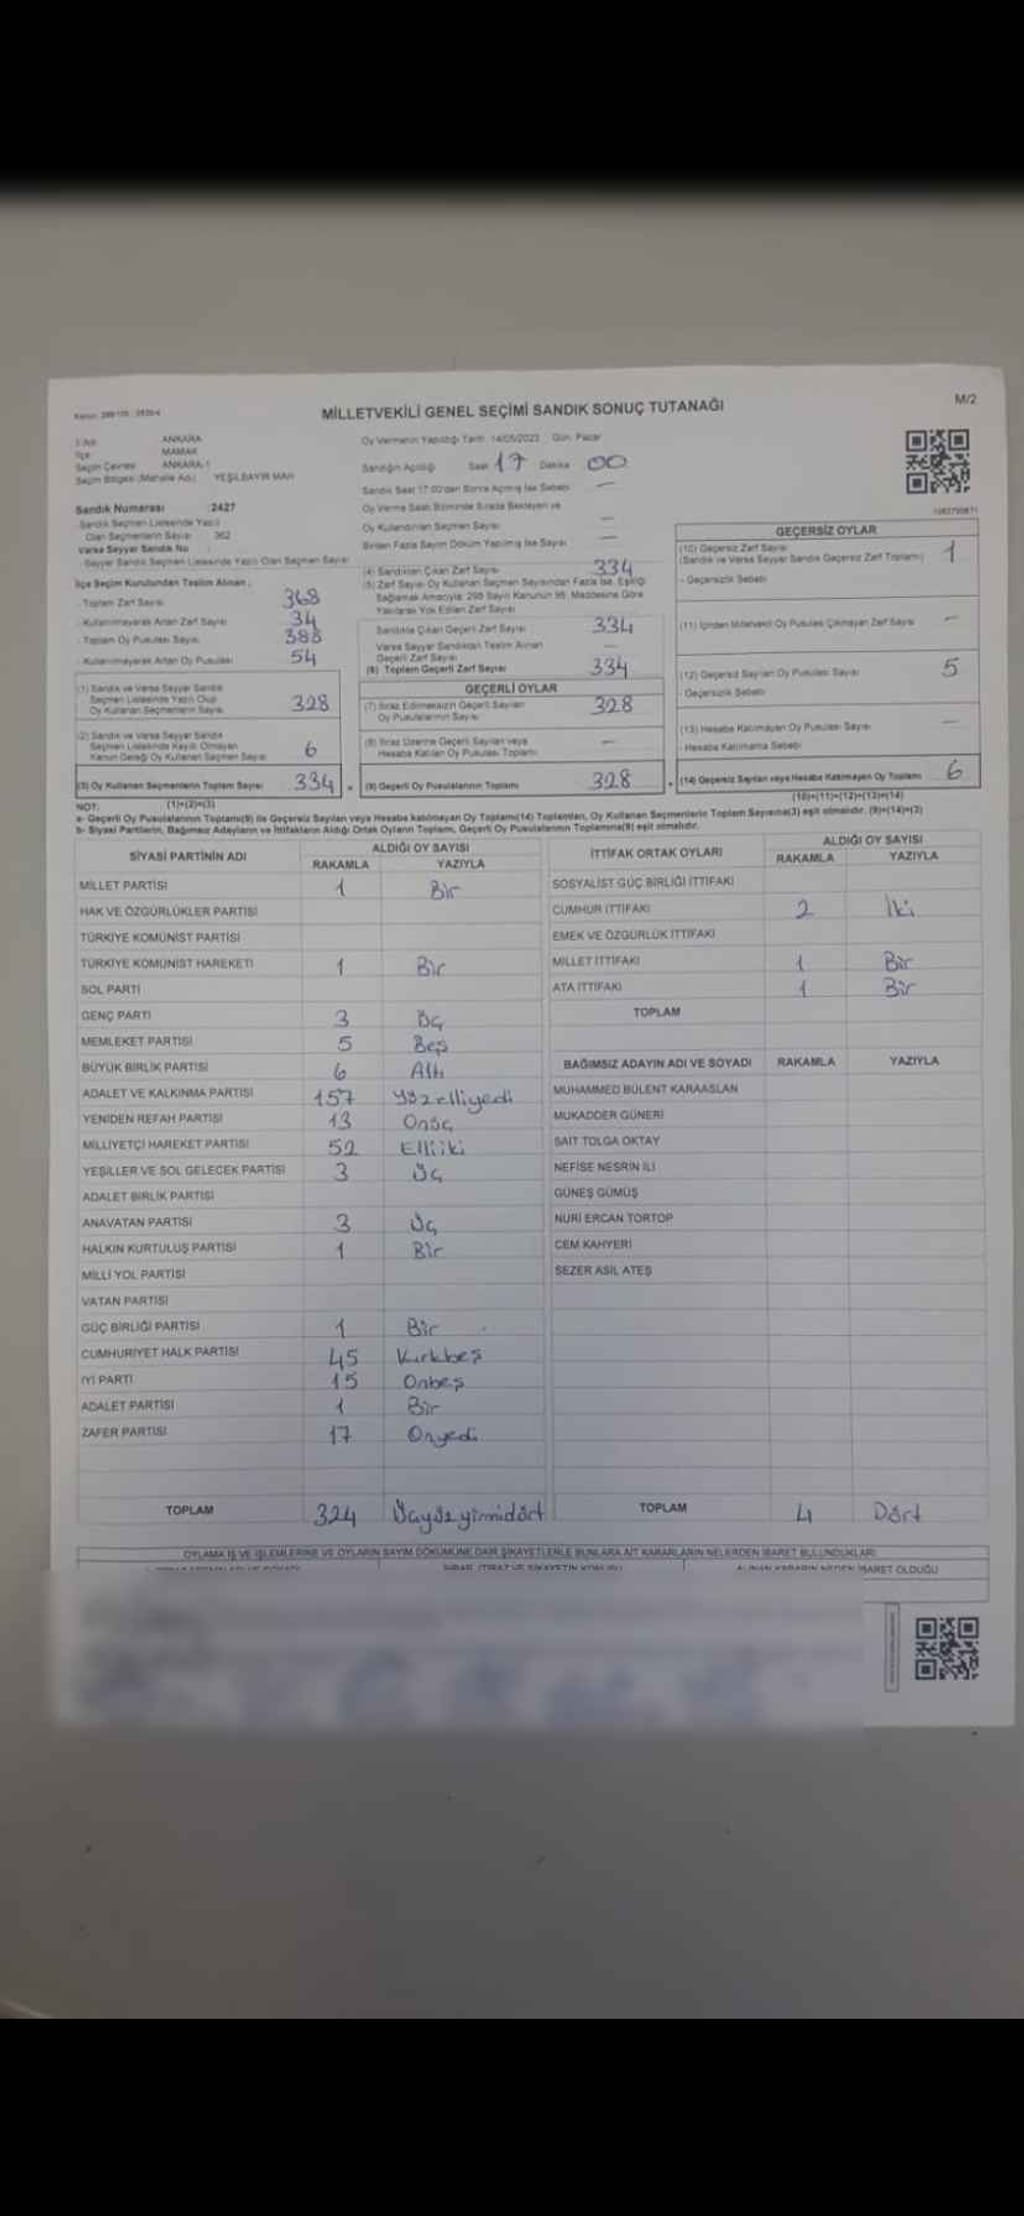 Kanun: 298/105 - 2839/4
MİLLETVEKİLİ GENEL SEÇİMİ SANDIK SONUÇ TUTANAĞI
M/2
İli ANKARA
İlçe MAMAK
Seçim Çevresi ANKARA-1
Seçim Bölgesi (Mahalle Adı) YEŞİLBAYIR MAH
Sandık Numarası 2427
Sandık Seçmen Listesinde Yazılı
Olan Seçmenlerin Sayısı 362
Varsa Seyyar Sandık No
Seyyar Sandık Seçmen Listesinde Yazılı Olan Seçmen Sayısı
İlçe Seçim Kurulundan Teslim Alınan:
- Toplam Zarf Sayısı 368
- Kullanılmayarak Artan Zarf Sayısı 34
- Toplam Oy Pusulası Sayısı 388
- Kullanılmayarak Artan Oy Pusulası 54
(1) Sandık ve Varsa Seyyar Sandık
Seçmen Listesinde Yazılı Olup
Oy Kullanan Seçmenlerin Sayısı 328
(2) Sandık ve Varsa Seyyar Sandık
Seçmen Listesinde Kayıtlı Olmayan
Kanun Gereği Oy Kullanan Seçmen Sayısı 6
(3) Oy Kullanan Seçmenlerin Toplam Sayısı 334
(1)+(2)=(3)
Oy Vermenin Yapıldığı Tarih: 14/05/2023 Gün: Pazar
Sandığın Açıldığı Saat 17 Dakika 00
Sandık Saat 17:00'den Sonra Açılmış İse Sebebi —
Oy Verme Saati Bitiminde Sırada Bekleyen ve
Oy Kullandırılan Seçmen Sayısı —
Birden Fazla Sayım Döküm Yapılmış İse Sayısı —
(4) Sandıktan Çıkan Zarf Sayısı 334
(5) Zarf Sayısı Oy Kullanan Seçmen Sayısından Fazla İse, Eşitliği
Sağlamak Amacıyla 298 Sayılı Kanunun 98. Maddesine Göre
Yakılarak Yok Edilen Zarf Sayısı
Sandıkta Çıkan Geçerli Zarf Sayısı 334
Varsa Seyyar Sandıktan Teslim Alınan
Geçerli Zarf Sayısı —
(6) Toplam Geçerli Zarf Sayısı 334
GEÇERLİ OYLAR
(7) İtiraz Edilmeksizin Geçerli Sayılan
Oy Pusulalarının Sayısı 328
(8) İtiraz Üzerine Geçerli Sayılan veya
Hesaba Katılan Oy Pusulası Toplamı —
(9) Geçerli Oy Pusulalarının Toplamı 328
GEÇERSİZ OYLAR
(10) Geçersiz Zarf Sayısı 1
(Sandık ve Varsa Seyyar Sandık Geçersiz Zarf Toplamı)
- Geçersizlik Sebebi
(11) İçinden Milletvekili Oy Pusulası Çıkmayan Zarf Sayısı —
(12) Geçersiz Sayılan Oy Pusulası Sayısı 5
- Geçersizlik Sebebi
(13) Hesaba Katılmayan Oy Pusulası Sayısı —
- Hesaba Katılmama Sebebi
(14) Geçersiz Sayılan veya Hesaba Katılmayan Oy Toplamı 6
(10)+(11)+(12)+(13)=(14)
NOT:
a- Geçerli Oy Pusulalarının Toplamı(9) ile Geçersiz Sayılan veya Hesaba katılmayan Oy Toplamı(14) Toplamları, Oy Kullanan Seçmenlerin Toplam Sayısına(3) eşit olmalıdır. (9)+(14)=(3)
b- Siyasi Partilerin, Bağımsız Adayların ve İttifakların Aldığı Ortak Oyların Toplamı, Geçerli Oy Pusulalarının Toplamına(9) eşit olmalıdır.
SİYASİ PARTİNİN ADI ALDIĞI OY SAYISI
RAKAMLA YAZIYLA
MİLLET PARTİSİ 1 Bir
HAK VE ÖZGÜRLÜKLER PARTİSİ
TÜRKİYE KOMÜNİST PARTİSİ
TÜRKİYE KOMÜNİST HAREKETİ 1 Bir
SOL PARTİ
GENÇ PARTİ 3 Üç
MEMLEKET PARTİSİ 5 Beş
BÜYÜK BİRLİK PARTİSİ 6 Altı
ADALET VE KALKINMA PARTİSİ 157 Yüzelliyedi
YENİDEN REFAH PARTİSİ 13 Onüç
MİLLİYETÇİ HAREKET PARTİSİ 52 Elliiki
YEŞİLLER VE SOL GELECEK PARTİSİ 3 Üç
ADALET BİRLİK PARTİSİ
ANAVATAN PARTİSİ 3 Üç
HALKIN KURTULUŞ PARTİSİ 1 Bir
MİLLİ YOL PARTİSİ
VATAN PARTİSİ
GÜÇ BİRLİĞİ PARTİSİ 1 Bir
CUMHURİYET HALK PARTİSİ 45 Kırkbeş
İYİ PARTİ 15 Onbeş
ADALET PARTİSİ 1 Bir
ZAFER PARTİSİ 17 Onyedi
TOPLAM 324 Üçyüzyirmidört
İTTİFAK ORTAK OYLARI ALDIĞI OY SAYISI
RAKAMLA YAZIYLA
SOSYALİST GÜÇ BİRLİĞİ İTTİFAKI
CUMHUR İTTİFAKI 2 İki
EMEK VE ÖZGÜRLÜK İTTİFAKI
MİLLET İTTİFAKI 1 Bir
ATA İTTİFAKI 1 Bir
TOPLAM
BAĞIMSIZ ADAYIN ADI VE SOYADI RAKAMLA YAZIYLA
MUHAMMED BÜLENT KARAASLAN
MUKADDER GÜNERİ
SAİT TOLGA OKTAY
NEFİSE NESRİN İLİ
GÜNEŞ GÜMÜŞ
NURİ ERCAN TORTOP
CEM KAHYERİ
SEZER ASİL ATEŞ
TOPLAM 4 Dört
OYLAMA İŞ VE İŞLEMLERİNE VE OYLARIN SAYIM DÖKÜMÜNE DAİR ŞİKAYETLERLE BUNLARA AİT KARARLARIN NELERDEN İBARET BULUNDUKLARI
İHBAR, İTİRAZ VE ŞİKAYETİN KONUSU ALINAN KARARIN NEDEN İBARET OLDUĞU